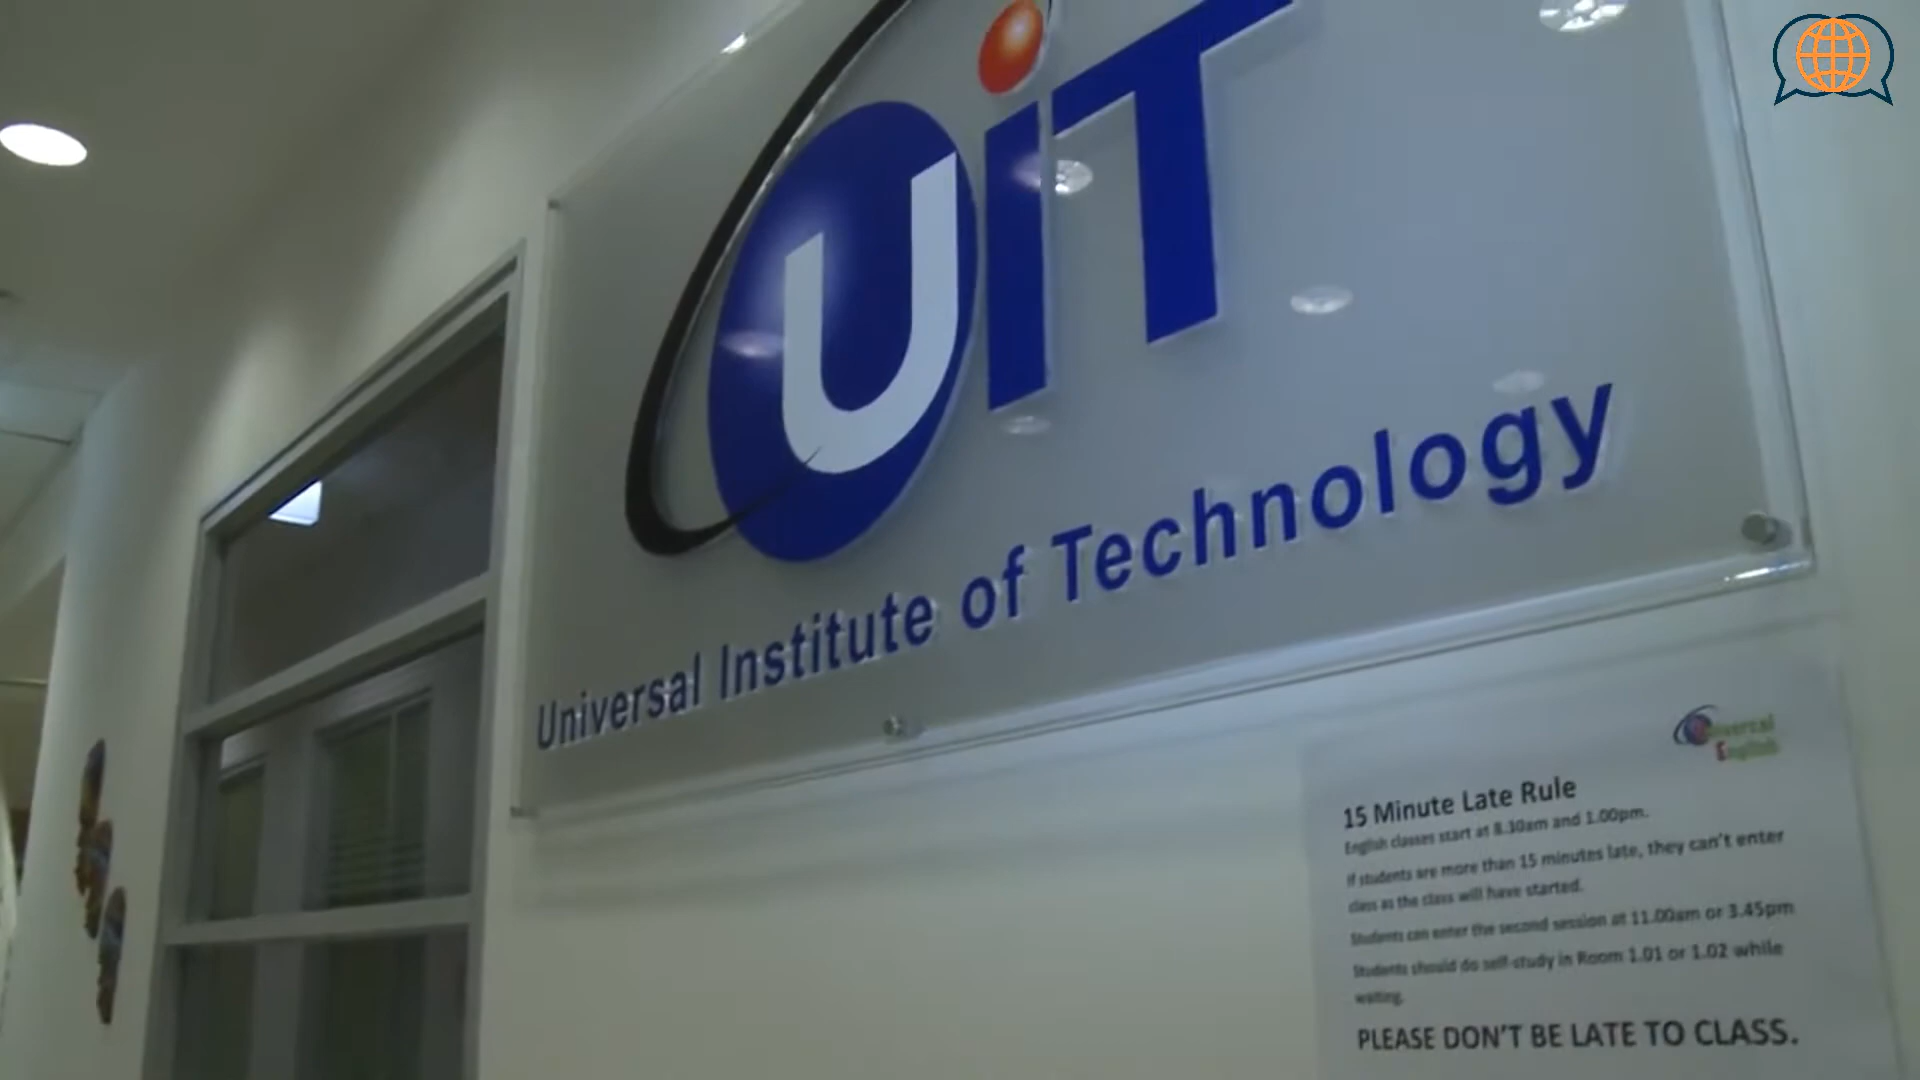 UiT
Universal Institute of Technology
Universal
English
15 Minute Late Rule
English classes start at 8.30am and 1.00pm.
If students are more than 15 minutes late, they can't enter
class as the class will have started.
Students can enter the second session at 11.00am or 3.45pm
Students should do self-study in Room 1.01 or 1.02 while
waiting.
PLEASE DON'T BE LATE TO CLASS.